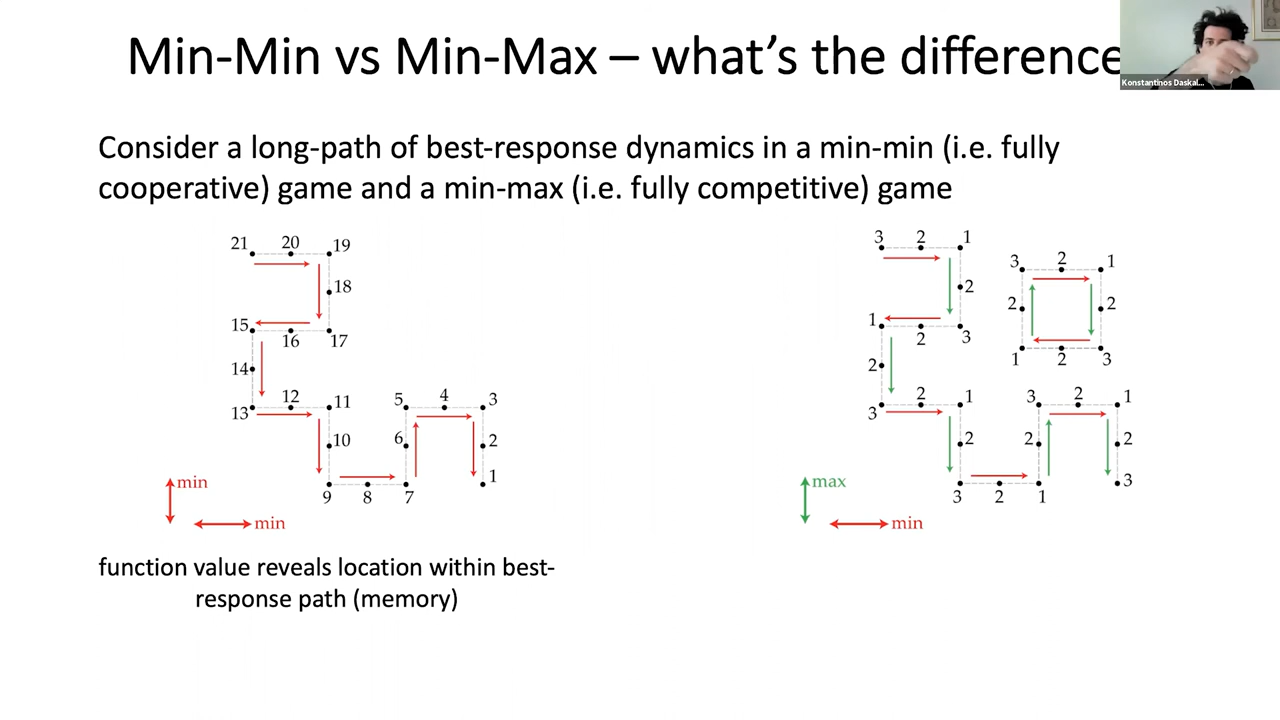 Min-Min vs Min-Max – what's the difference
Konstantinos Daskal...
Consider a long-path of best-response dynamics in a min-min (i.e. fully
cooperative) game and a min-max (i.e. fully competitive) game
21 20 19
18
15 16 17
14
13 12 11
10
9 8 7
6
5 4 3
2
1
min
min
function value reveals location within best-
response path (memory)
3 2 1
2
1 2 3
2
3 2 1
2
3 2 1
2
3 2 1
2
3
3 2 1
2 2
1 2 3
max
min